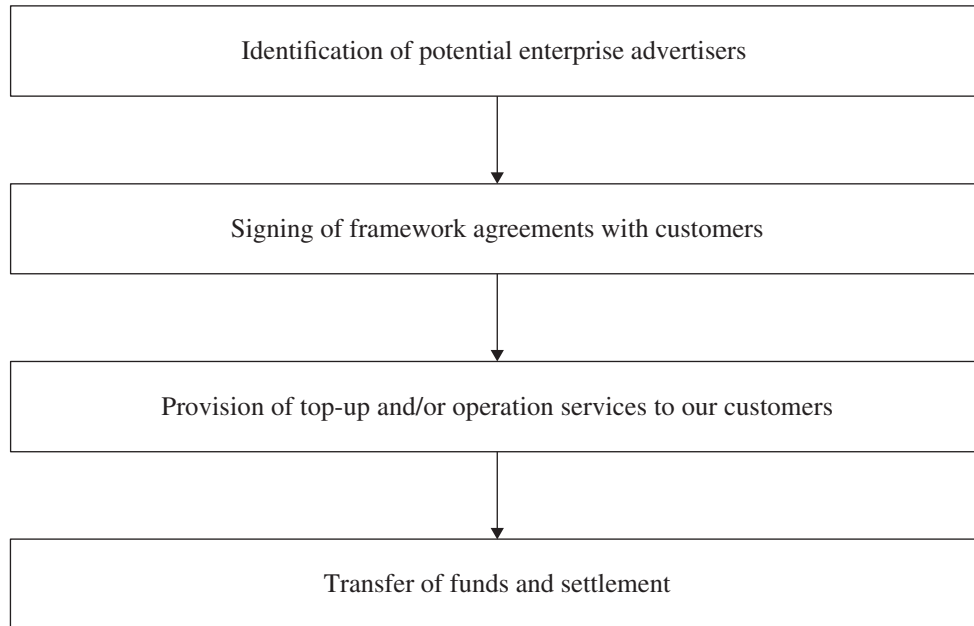 Identification of potential enterprise advertisers
Signing of framework agreements with customers
Provision of top-up and/or operation services to our customers
Transfer of funds and settlement